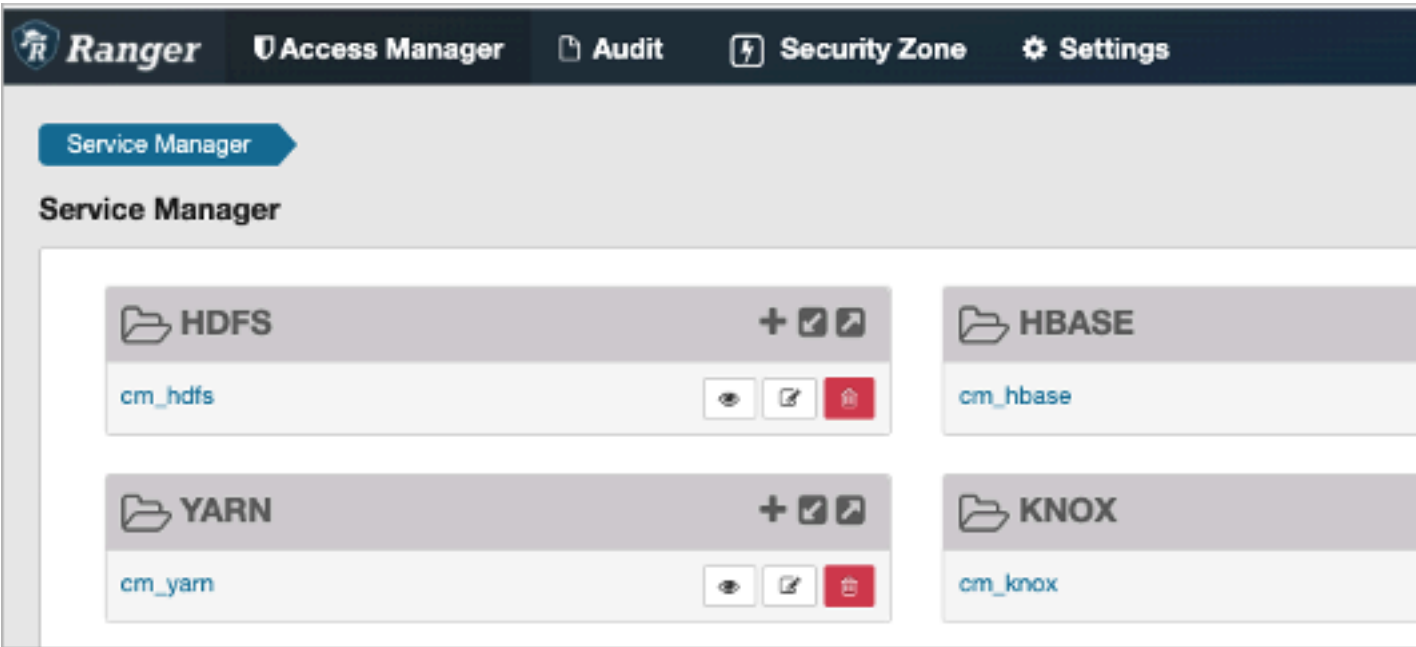 Ranger Access Manager Audit Security Zone Settings
Service Manager
Service Manager
HDFS HBASE
cm_hdfs cm_hbase
YARN KNOX
cm_yarn cm_knox